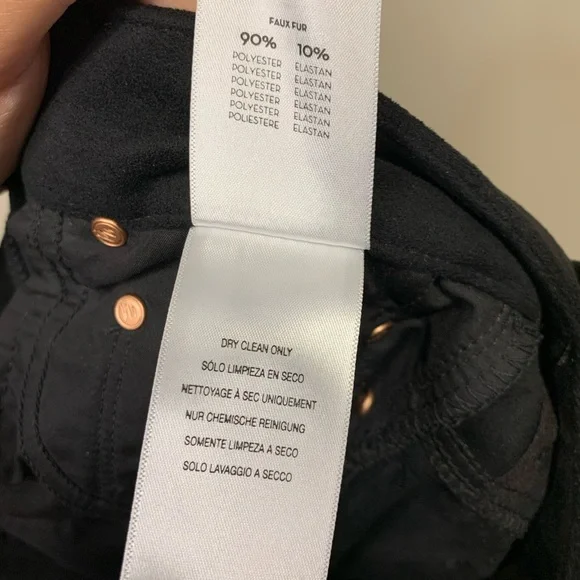 FAUX FUR
90% 10%
POLYESTER ELASTAN
POLYESTER ELASTAN
POLYESTER ELASTAN
POLYESTER ELASTAN
POLYESTER ELASTAN
POLIESTERE ELASTAN
DRY CLEAN ONLY
SÓLO LIMPIEZA EN SECO
NETTOYAGE À SEC UNIQUEMENT
NUR CHEMISCHE REINIGUNG
SOMENTE LIMPEZA A SECO
SOLO LAVAGGIO A SECCO